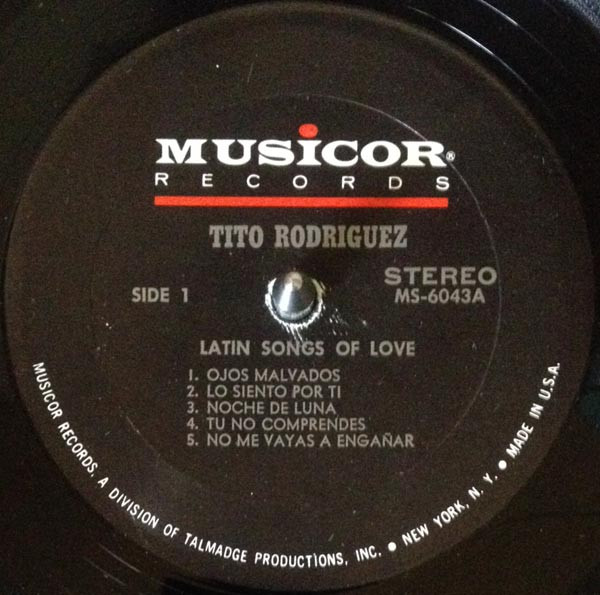 MUSICOR®
RECORDS
TITO RODRIGUEZ
SIDE 1
STEREO
MS-6043A
LATIN SONGS OF LOVE
1. OJOS MALVADOS
2. LO SIENTO POR TI
3. NOCHE DE LUNA
4. TU NO COMPRENDES
5. NO ME VAYAS A ENGAÑAR
MUSICOR RECORDS, A DIVISION OF TALMADGE PRODUCTIONS, INC. ● NEW YORK, N. Y. ● MADE IN U.S.A.